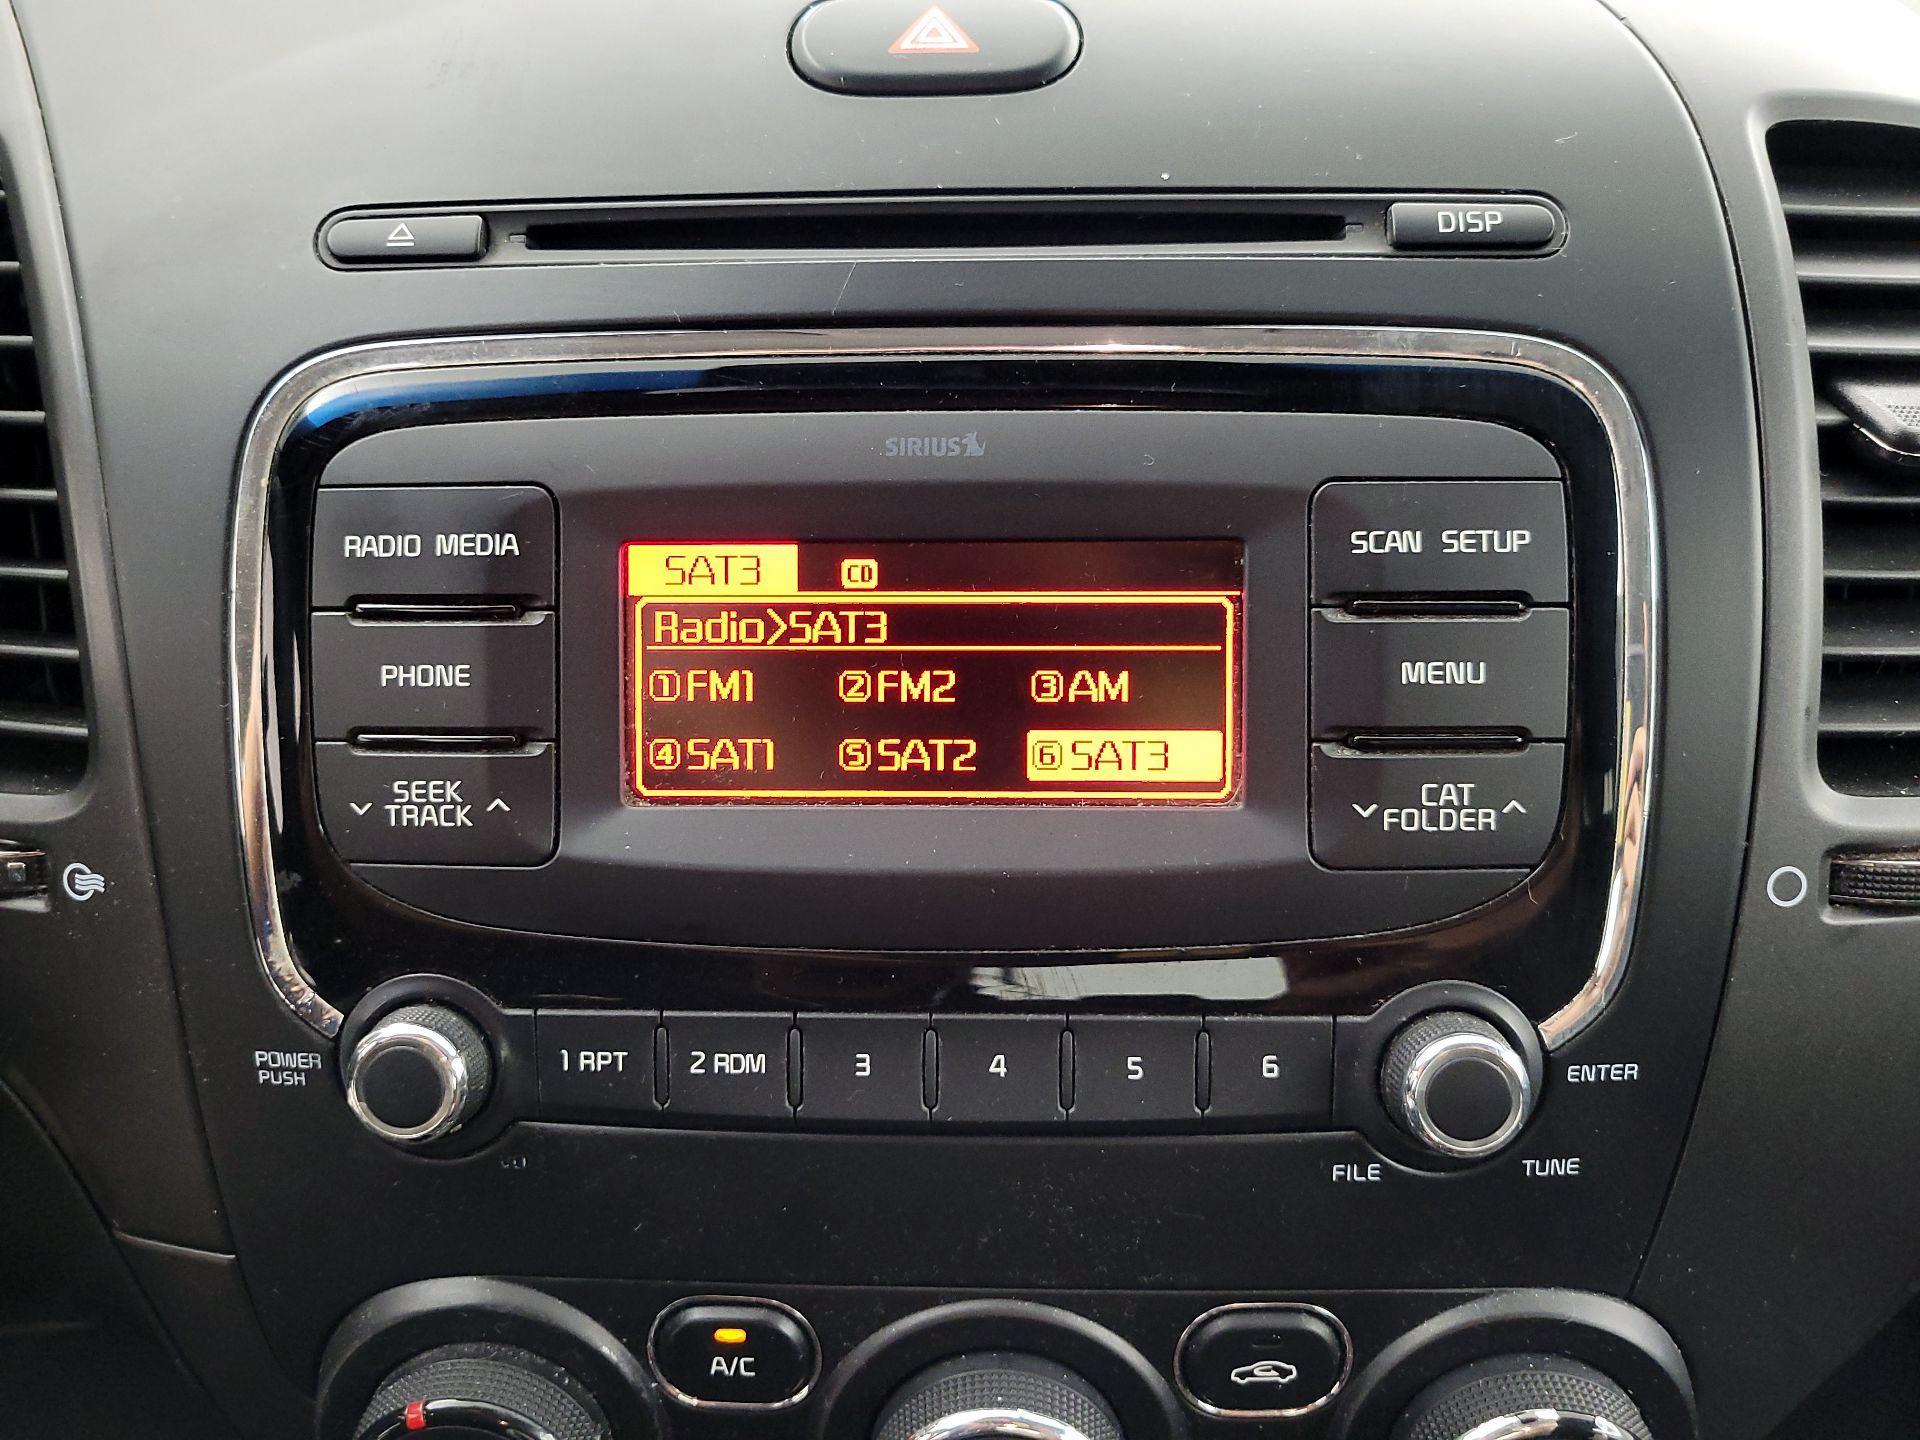 DISP
SIRIUS
RADIO MEDIA
SCAN SETUP
SAT3 CD
Radio>SAT3
①FM1 ②FM2 ③AM
④SAT1 ⑤SAT2 ⑥SAT3
PHONE
MENU
SEEK
TRACK
CAT
FOLDER
POWER
PUSH
1 RPT
2 RDM
3
4
5
6
ENTER
FILE
TUNE
A/C